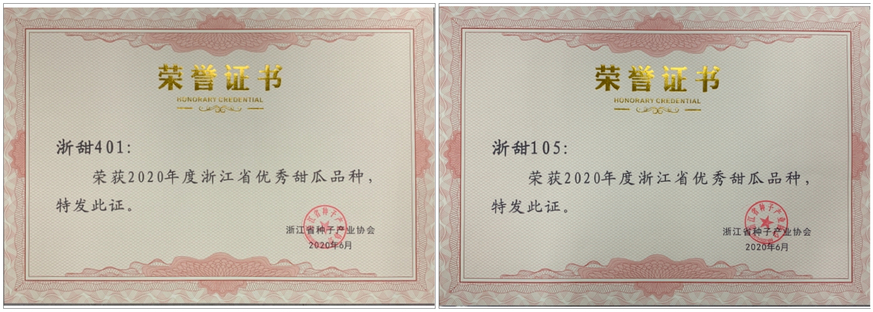 荣誉证书
HONORARY CREDENTIAL
浙甜401:
荣获2020年度浙江省优秀甜瓜品种，
特发此证。
浙江省种子产业协会
2020年6月
荣誉证书
HONORARY CREDENTIAL
浙甜105:
荣获2020年度浙江省优秀甜瓜品种，
特发此证。
浙江省种子产业协会
2020年6月